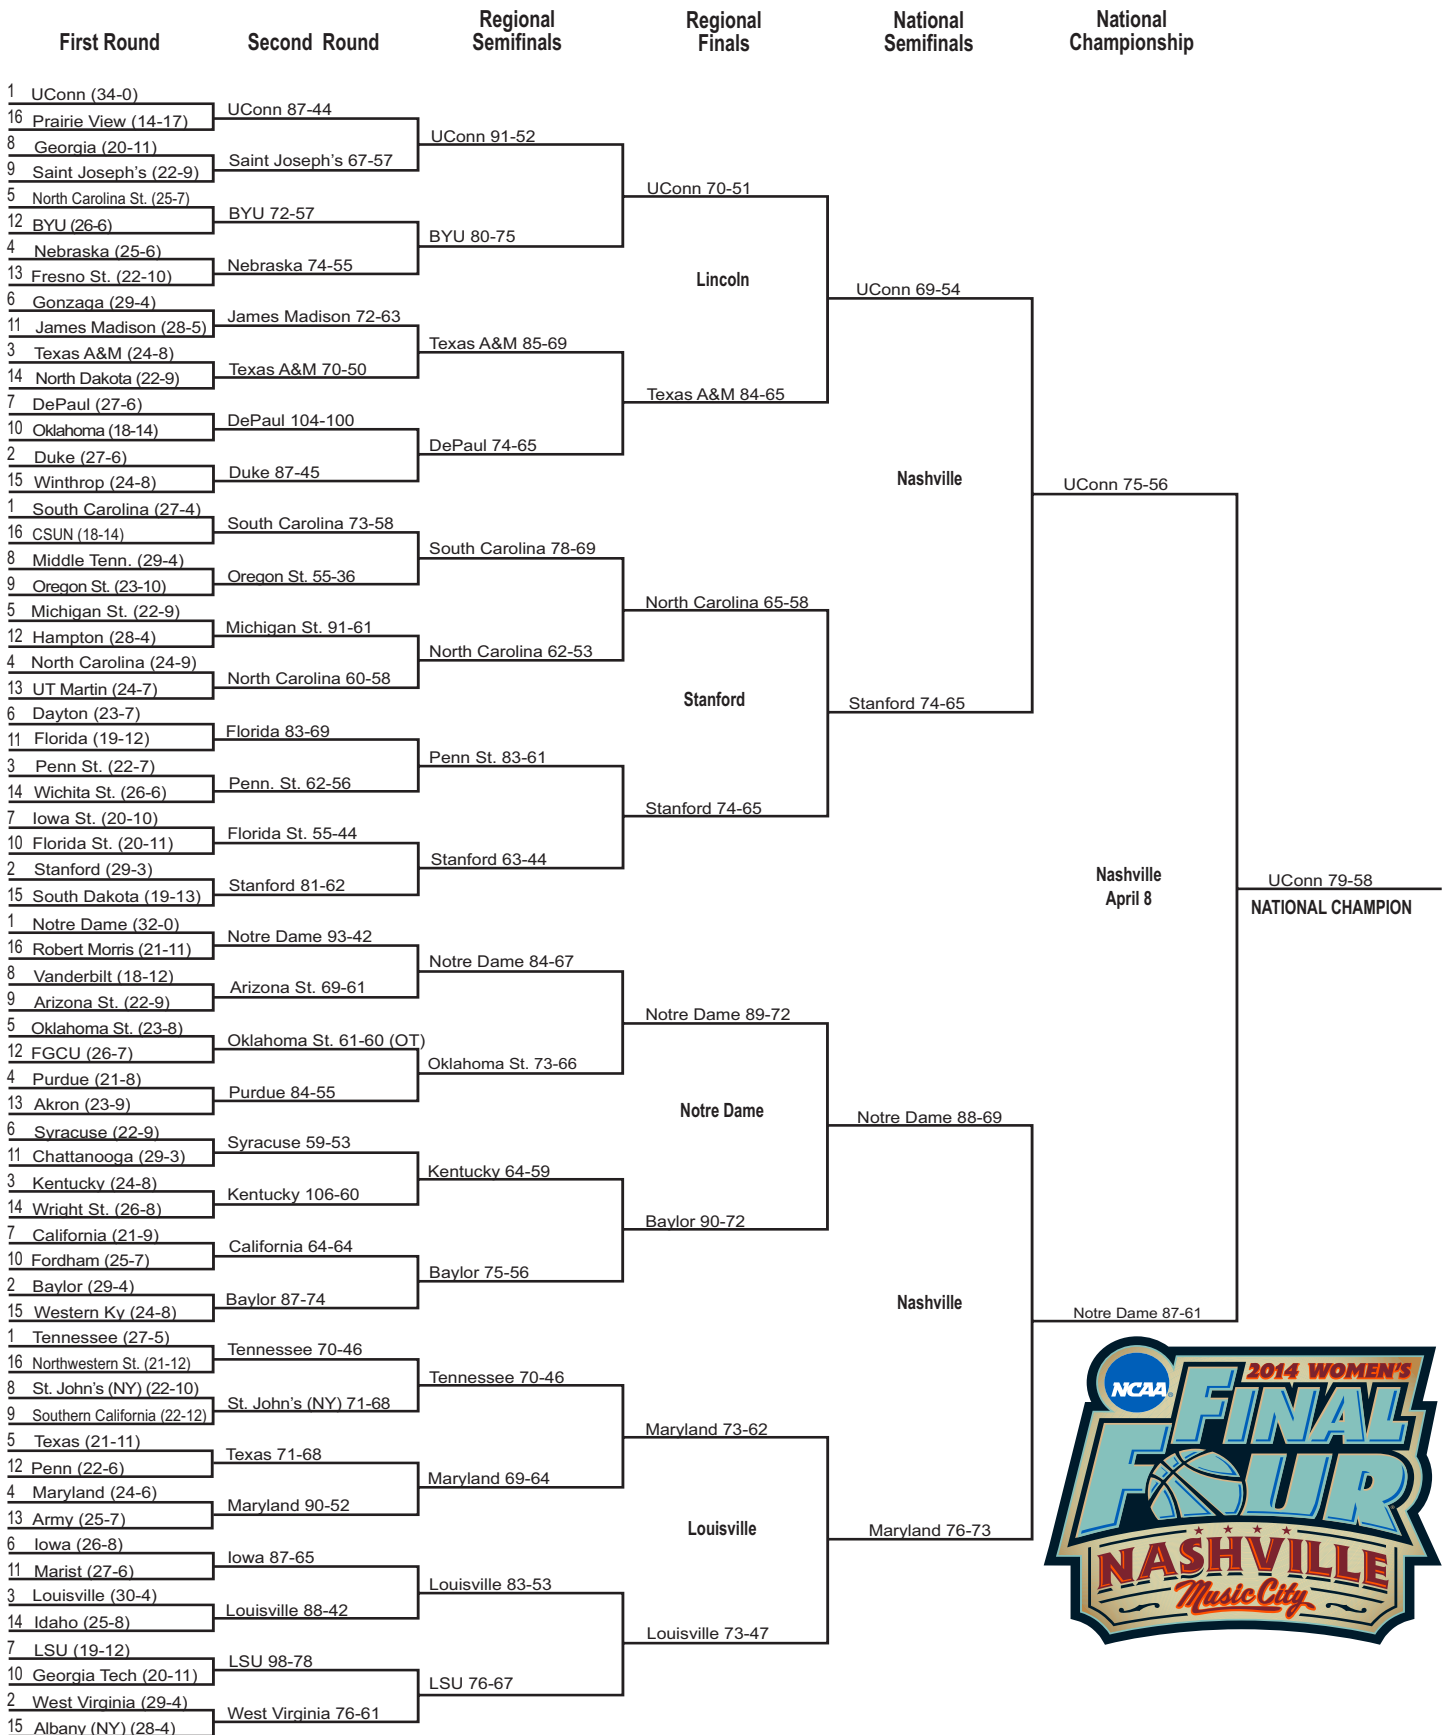 First Round
Second Round
Regional
Semifinals
Regional
Finals
National
Semifinals
National
Championship
1 UConn (34-0)
16 Prairie View (14-17)
8 Georgia (20-11)
9 Saint Joseph's (22-9)
5 North Carolina St. (25-7)
12 BYU (26-6)
4 Nebraska (25-6)
13 Fresno St. (22-10)
6 Gonzaga (29-4)
11 James Madison (28-5)
3 Texas A&M (24-8)
14 North Dakota (22-9)
7 DePaul (27-6)
10 Oklahoma (18-14)
2 Duke (27-6)
15 Winthrop (24-8)
1 South Carolina (27-4)
16 CSUN (18-14)
8 Middle Tenn. (29-4)
9 Oregon St. (23-10)
5 Michigan St. (22-9)
12 Hampton (28-4)
4 North Carolina (24-9)
13 UT Martin (24-7)
6 Dayton (23-7)
11 Florida (19-12)
3 Penn St. (22-7)
14 Wichita St. (26-6)
7 Iowa St. (20-10)
10 Florida St. (20-11)
2 Stanford (29-3)
15 South Dakota (19-13)
1 Notre Dame (32-0)
16 Robert Morris (21-11)
8 Vanderbilt (18-12)
9 Arizona St. (22-9)
5 Oklahoma St. (23-8)
12 FGCU (26-7)
4 Purdue (21-8)
13 Akron (23-9)
6 Syracuse (22-9)
11 Chattanooga (29-3)
3 Kentucky (24-8)
14 Wright St. (26-8)
7 California (21-9)
10 Fordham (25-7)
2 Baylor (29-4)
15 Western Ky (24-8)
1 Tennessee (27-5)
16 Northwestern St. (21-12)
8 St. John's (NY) (22-10)
9 Southern California (22-12)
5 Texas (21-11)
12 Penn (22-6)
4 Maryland (24-6)
13 Army (25-7)
6 Iowa (26-8)
11 Marist (27-6)
3 Louisville (30-4)
14 Idaho (25-8)
7 LSU (19-12)
10 Georgia Tech (20-11)
2 West Virginia (29-4)
15 Albany (NY) (28-4)
UConn 87-44
Saint Joseph's 67-57
BYU 72-57
Nebraska 74-55
James Madison 72-63
Texas A&M 70-50
DePaul 104-100
Duke 87-45
South Carolina 73-58
Oregon St. 55-36
Michigan St. 91-61
North Carolina 60-58
Florida 83-69
Penn. St. 62-56
Florida St. 55-44
Stanford 81-62
Notre Dame 93-42
Arizona St. 69-61
Oklahoma St. 61-60 (OT)
Purdue 84-55
Syracuse 59-53
Kentucky 106-60
California 64-64
Baylor 87-74
Tennessee 70-46
St. John's (NY) 71-68
Texas 71-68
Maryland 90-52
Iowa 87-65
Louisville 88-42
LSU 98-78
West Virginia 76-61
UConn 91-52
BYU 80-75
Texas A&M 85-69
DePaul 74-65
South Carolina 78-69
North Carolina 62-53
Penn St. 83-61
Stanford 63-44
Notre Dame 84-67
Oklahoma St. 73-66
Kentucky 64-59
Baylor 75-56
Tennessee 70-46
Maryland 69-64
Louisville 83-53
LSU 76-67
UConn 70-51
Lincoln
Texas A&M 84-65
North Carolina 65-58
Stanford
Stanford 74-65
Notre Dame 89-72
Notre Dame
Baylor 90-72
Maryland 73-62
Louisville
Louisville 73-47
UConn 69-54
Nashville
Stanford 74-65
Notre Dame 88-69
Nashville
Maryland 76-73
UConn 75-56
Nashville
April 8
Notre Dame 87-61
UConn 79-58
NATIONAL CHAMPION
NCAA
2014 WOMEN'S
FINAL
FOUR
NASHVILLE
Music City